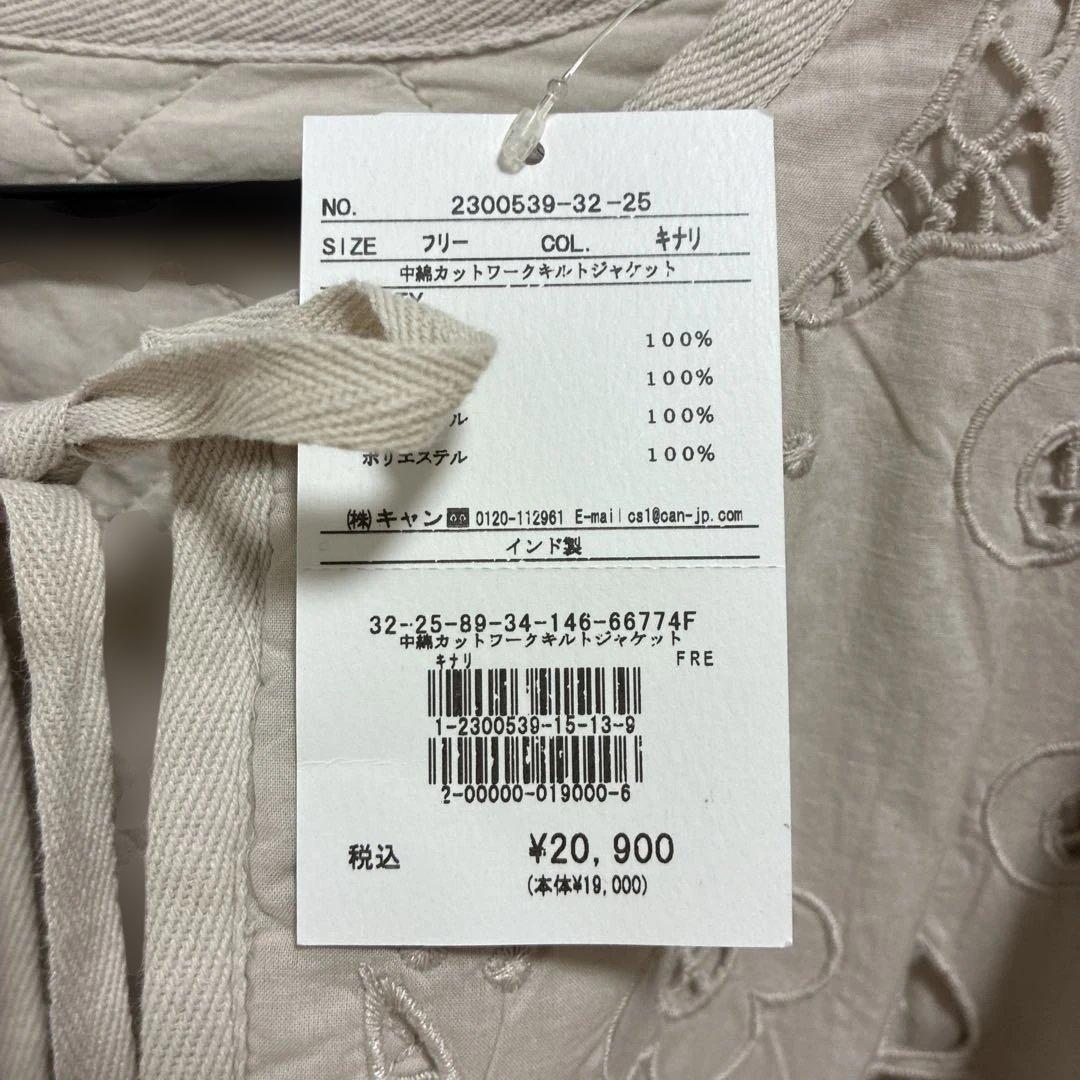 NO. 2300539-32-25
SIZE フリー COL. キナリ
中綿カットワークキルトジャケット
100%
100%
ル 100%
ポリエステル 100%
(株)キャン 0120-112961 E-mail cs1@can-jp.com
インド製
32-25-89-34-146-66774F
中綿カットワークキルトジャケット
キナリ FRE
1-2300539-15-13-9
2-00000-019000-6
税込 ¥20,900
(本体¥19,000)